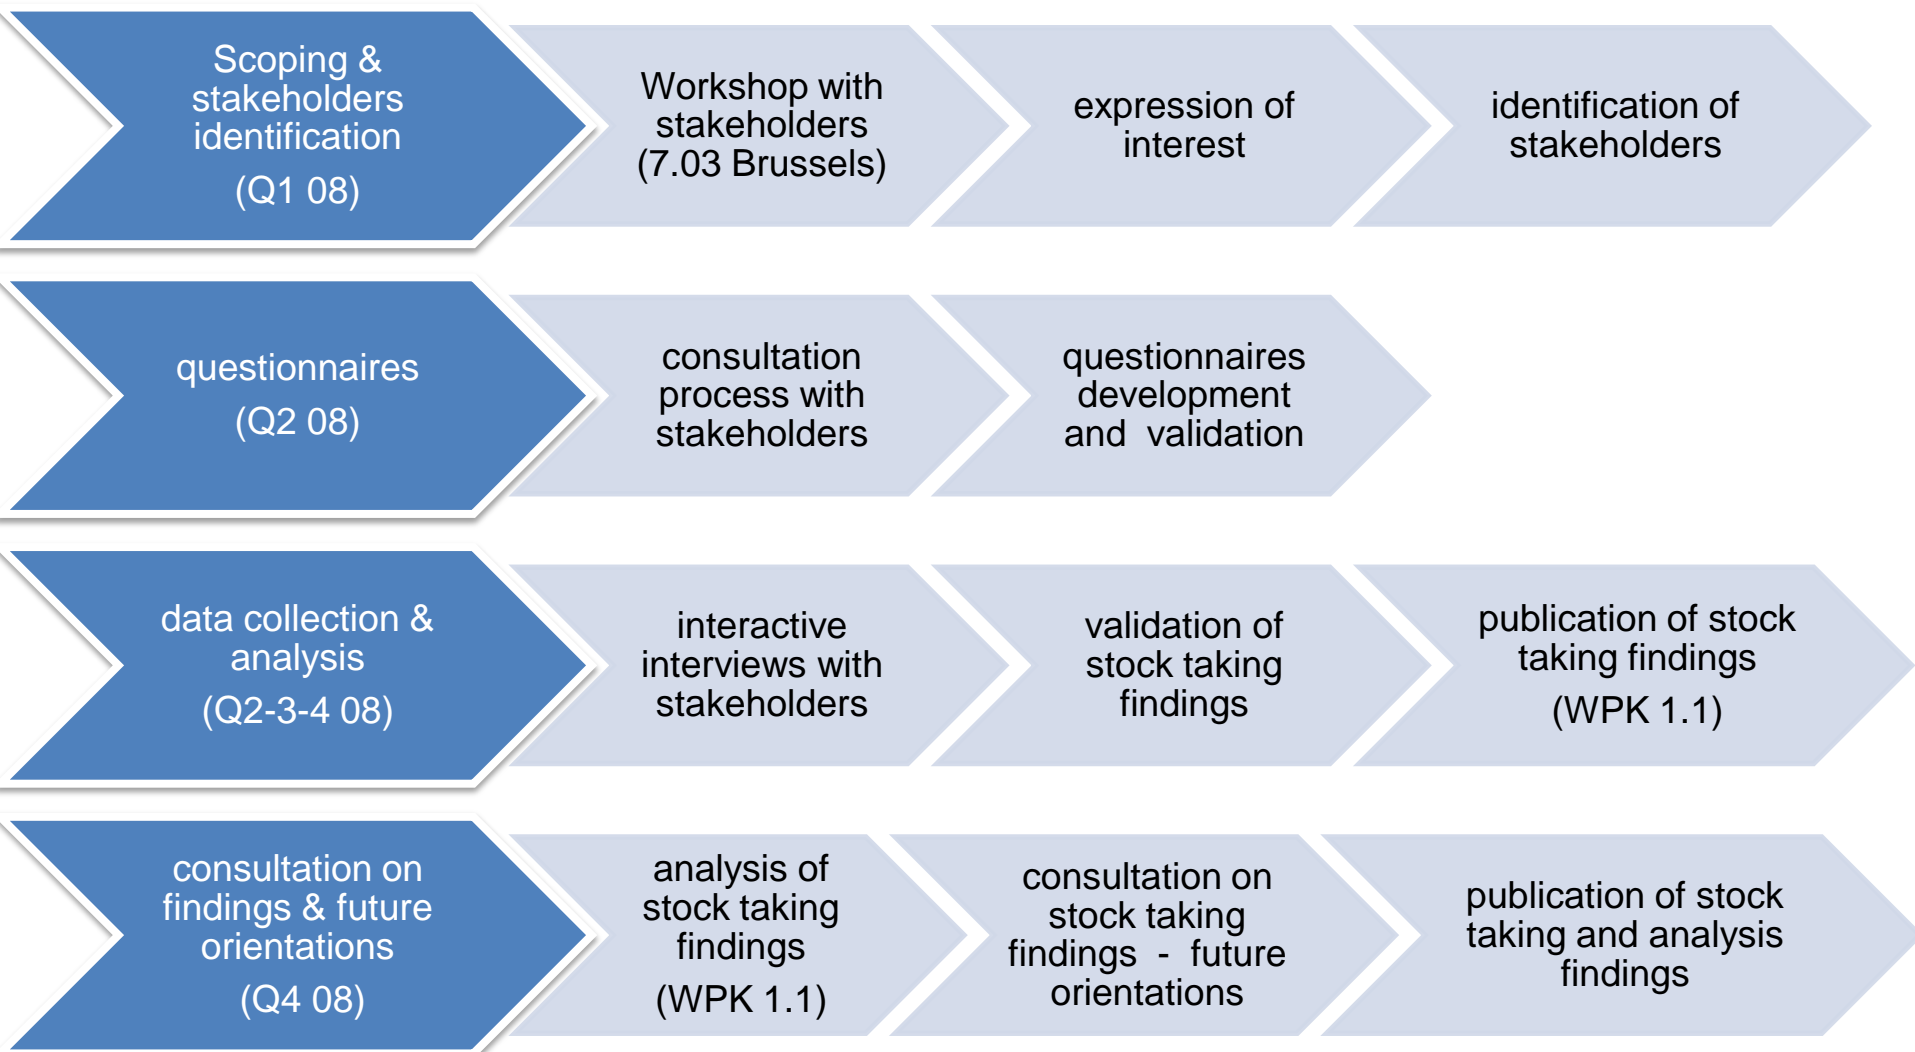 Scoping &
stakeholders
identification
(Q1 08)
Workshop with
stakeholders
(7.03 Brussels)
expression of
interest
identification of
stakeholders
questionnaires
(Q2 08)
consultation
process with
stakeholders
questionnaires
development
and validation
data collection &
analysis
(Q2-3-4 08)
interactive
interviews with
stakeholders
validation of
stock taking
findings
publication of stock
taking findings
(WPK 1.1)
consultation on
findings & future
orientations
(Q4 08)
analysis of
stock taking
findings
(WPK 1.1)
consultation on
stock taking
findings - future
orientations
publication of stock
taking and analysis
findings